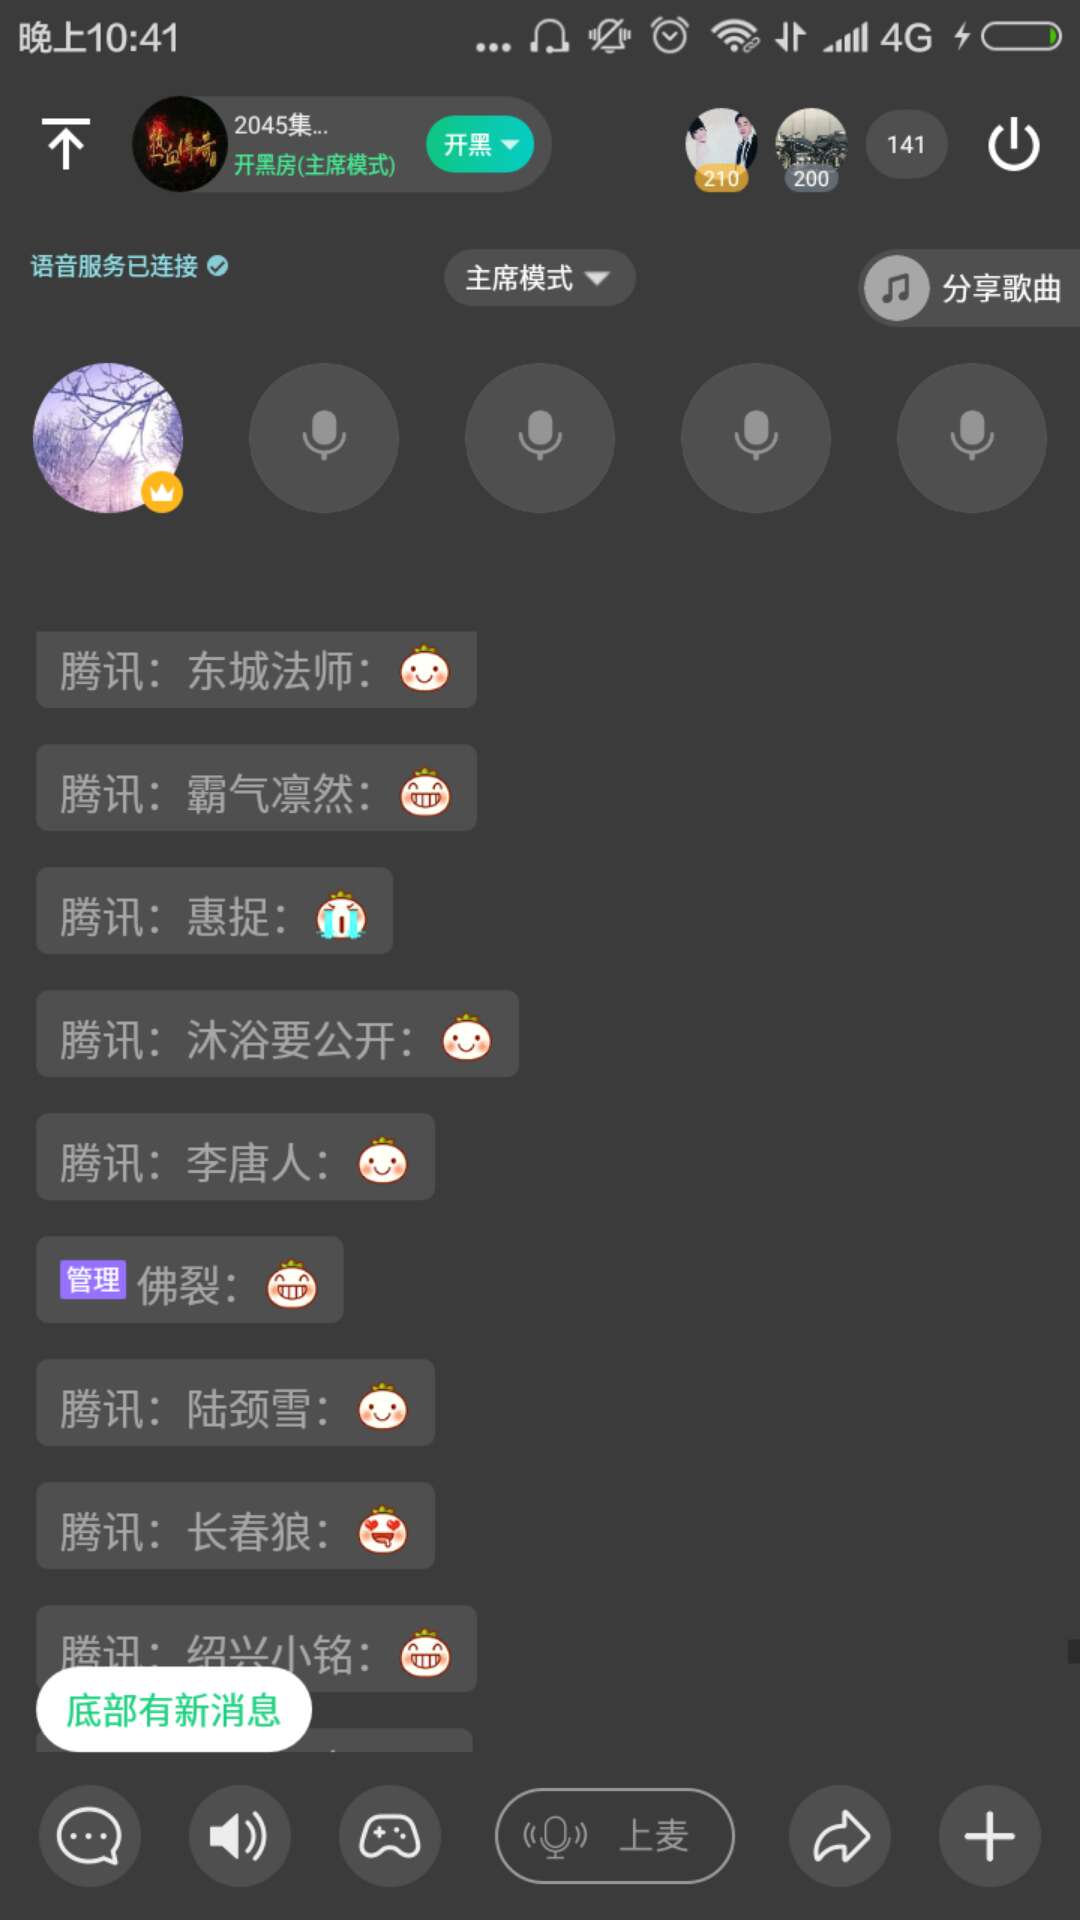 晚上10:41
4G
热血传奇
2045集...
开黑房(主席模式)
开黑
210
200
141
语音服务已连接
主席模式
分享歌曲
腾讯：东城法师：
腾讯：霸气凛然：
腾讯：惠捉：
腾讯：沐浴要公开：
腾讯：李唐人：
管理 佛裂：
腾讯：陆颈雪：
腾讯：长春狼：
腾讯：绍兴小铭：
底部有新消息
上麦